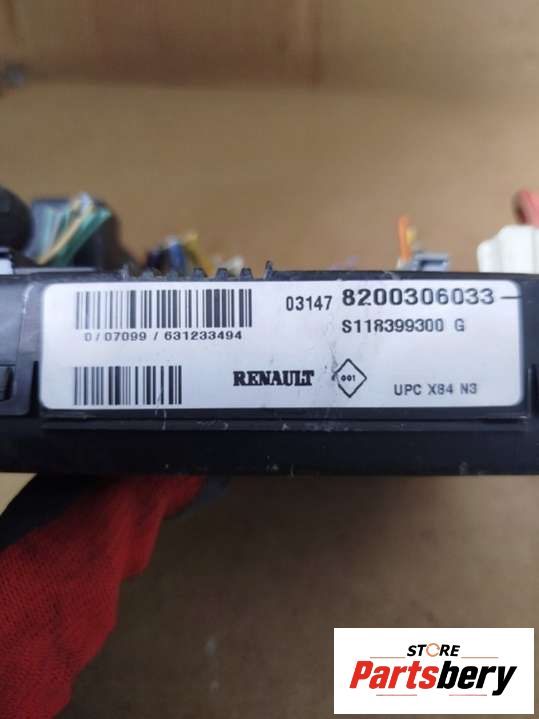 03147 8200306033-
S118399300 G
0/07099/631233494
RENAULT 001 UPC X84 N3
STORE
Partsbery